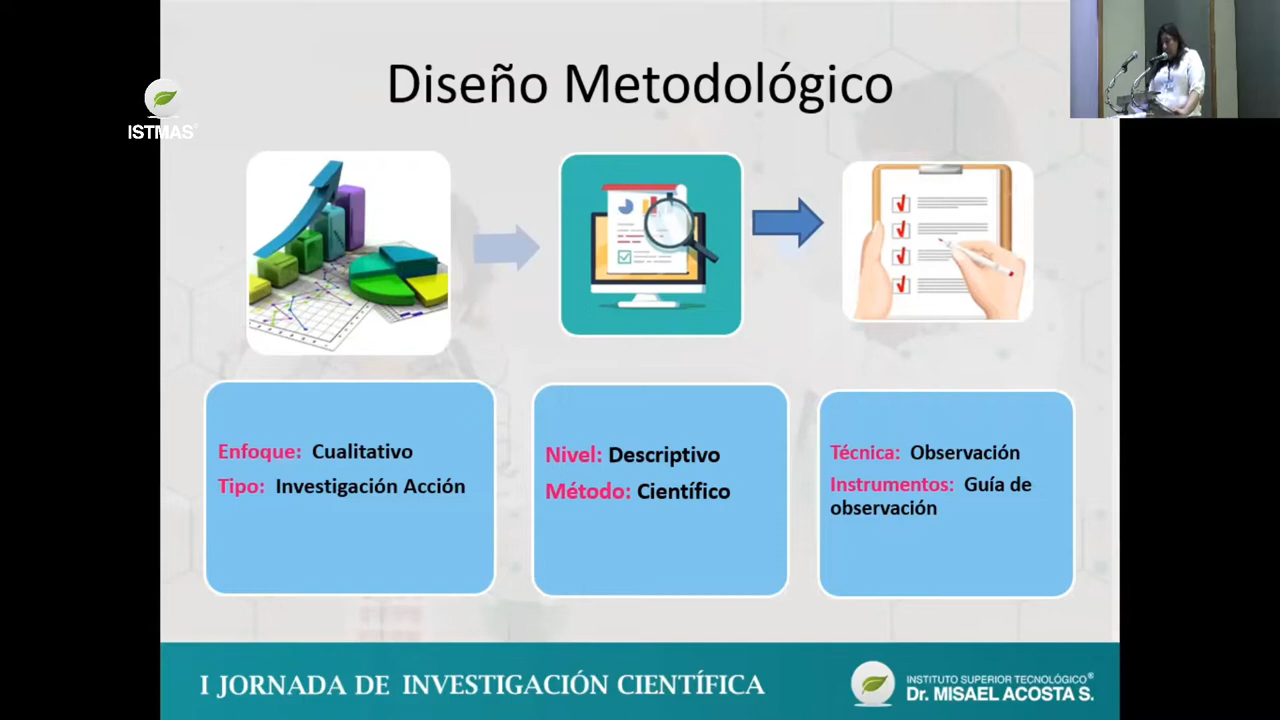 Diseño Metodológico
ISTMAS
Enfoque: Cualitativo
Tipo: Investigación Acción
Nivel: Descriptivo
Método: Científico
Técnica: Observación
Instrumentos: Guía de
observación
I JORNADA DE INVESTIGACIÓN CIENTÍFICA
INSTITUTO SUPERIOR TECNOLÓGICO®
Dr. MISAEL ACOSTA S.